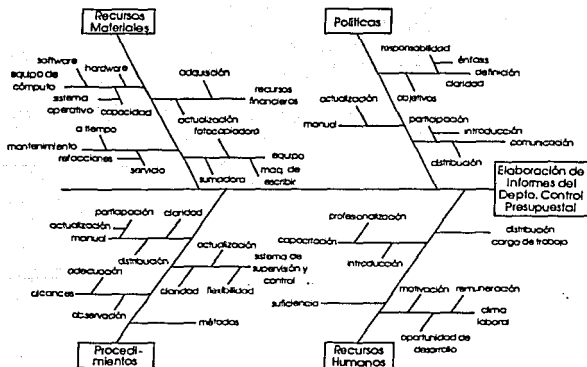 Recursos
Materiales
Políticas
software
hardware
equipo de
cómputo
sistema
operativo
capacidad
adquisición
recursos
financieros
actualización
a tiempo
mantenimiento
refacciones
servicio
fotocopiadora
equipo
maq. de
escribir
sumadora
responsabilidad
énfasis
definición
claridad
objetivos
actualización
manual
participación
introducción
comunicación
distribución
Elaboración de
Informes del
Depto. Control
Presupuestal
participación
claridad
actualización
manual
distribución
actualización
sistema de
supervisión y
control
claridad
flexibilidad
adecuación
alcances
observación
métodos
profesionalización
capacitación
introducción
distribución
cargo de trabajo
suficiencia
motivación
remuneración
clima
laboral
oportunidad de
desarrollo
Procedi-
mientos
Recursos
Humanos